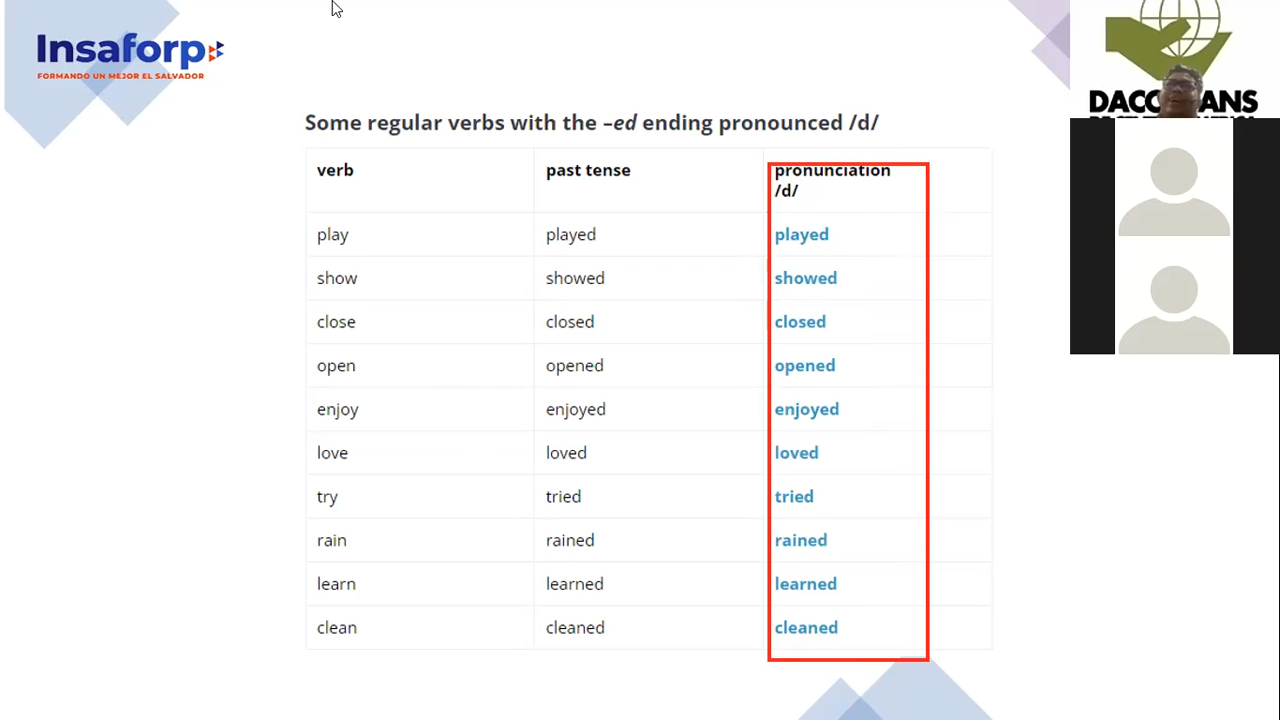 Insaforp
FORMANDO UN MEJOR EL SALVADOR
Some regular verbs with the –ed ending pronounced /d/
verb past tense pronunciation
/d/
play played played
show showed showed
close closed closed
open opened opened
enjoy enjoyed enjoyed
love loved loved
try tried tried
rain rained rained
learn learned learned
clean cleaned cleaned